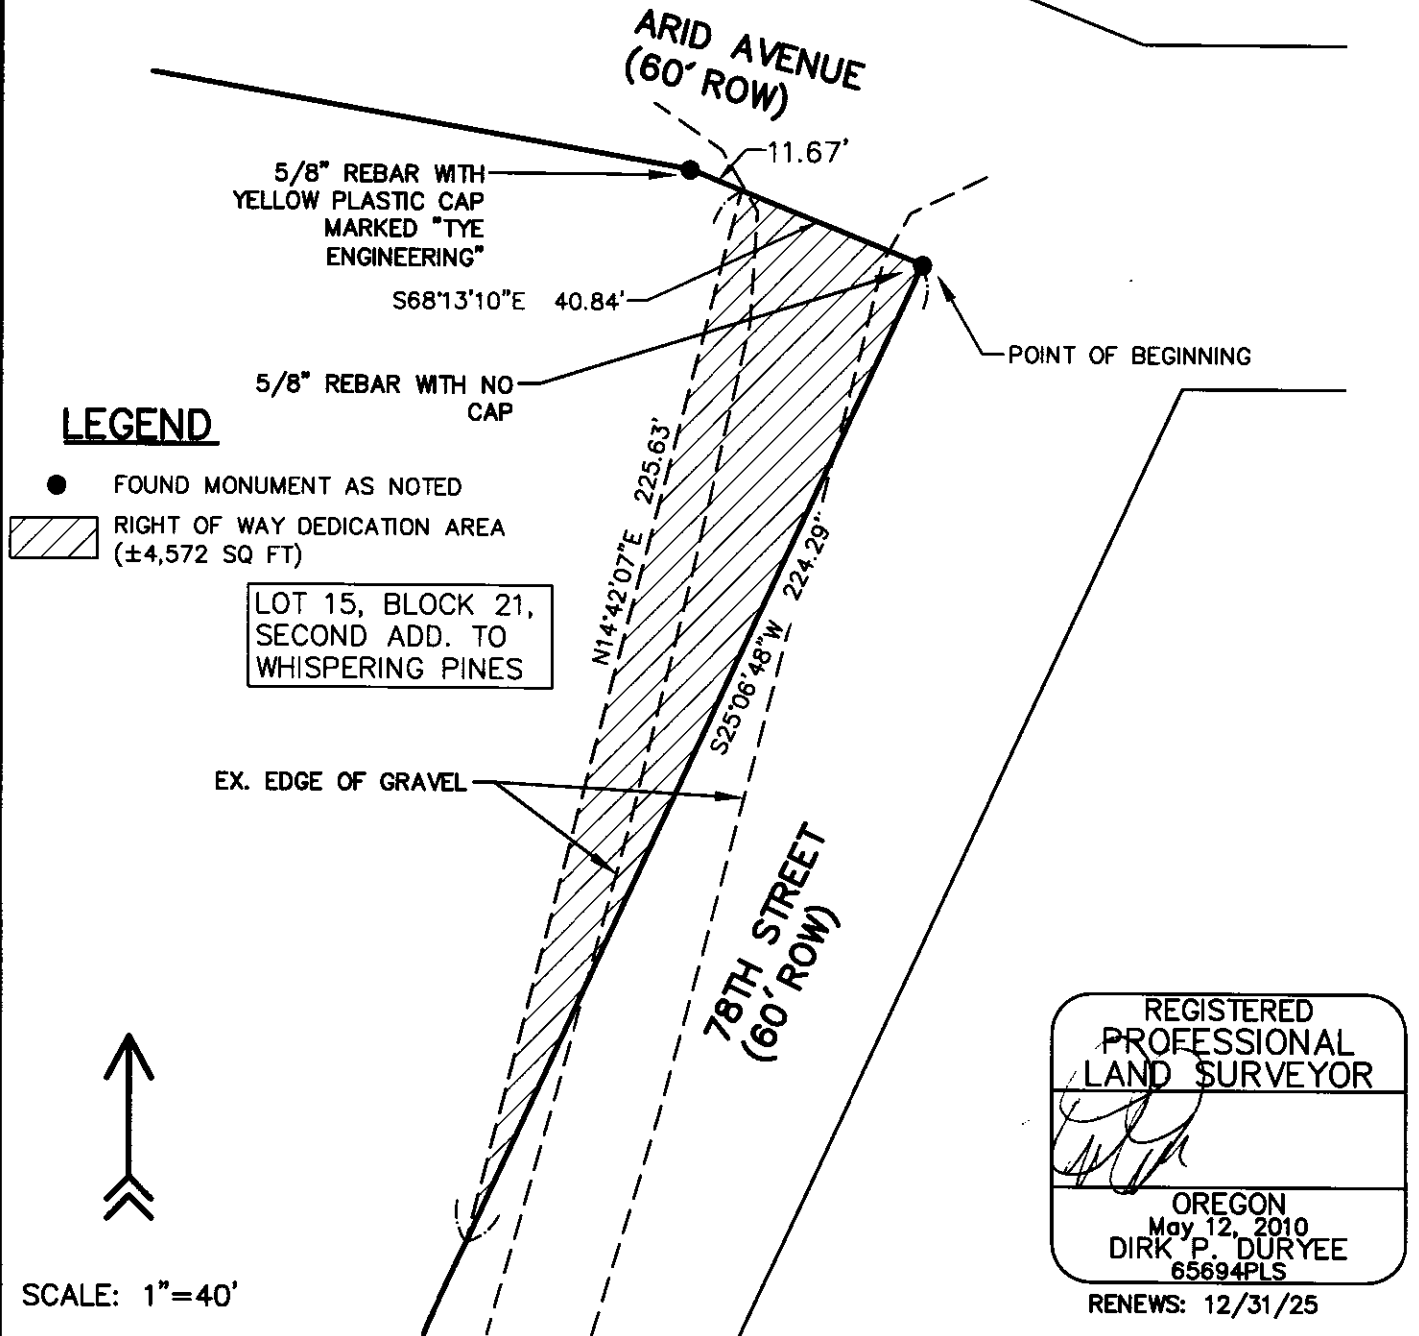 ARID AVENUE
(60' ROW)
11.67'
5/8" REBAR WITH
YELLOW PLASTIC CAP
MARKED "TYE
ENGINEERING"
S68°13'10"E 40.84'
5/8" REBAR WITH NO
CAP
POINT OF BEGINNING
LEGEND
FOUND MONUMENT AS NOTED
RIGHT OF WAY DEDICATION AREA
(±4,572 SQ FT)
N14°42'07"E 225.63'
S25°06'48"W 224.29'
LOT 15, BLOCK 21,
SECOND ADD. TO
WHISPERING PINES
EX. EDGE OF GRAVEL
78TH STREET
(60' ROW)
SCALE: 1"=40'
REGISTERED
PROFESSIONAL
LAND SURVEYOR
OREGON
May 12, 2010
DIRK P. DURYEE
65694PLS
RENEWS: 12/31/25